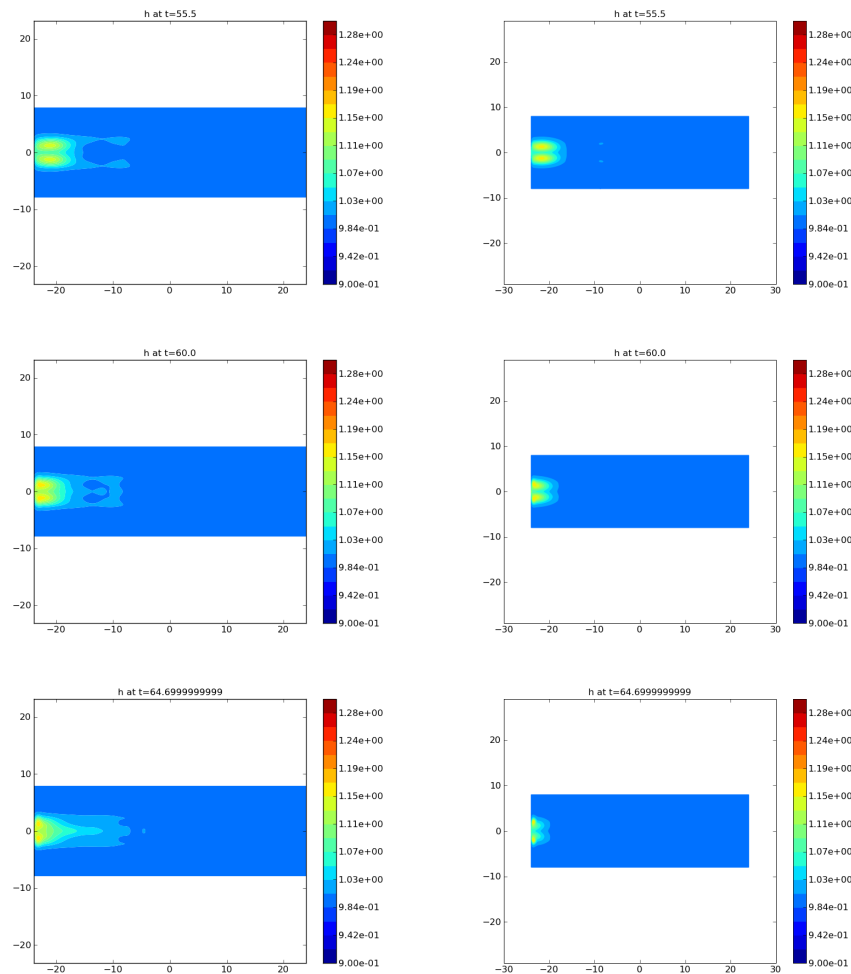 h at t=55.5
20
10
0
−10
−20
−20 −10 0 10 20
1.28e+00
1.24e+00
1.19e+00
1.15e+00
1.11e+00
1.07e+00
1.03e+00
9.84e-01
9.42e-01
9.00e-01
h at t=55.5
20
10
0
−10
−20
−30 −20 −10 0 10 20 30
1.28e+00
1.24e+00
1.19e+00
1.15e+00
1.11e+00
1.07e+00
1.03e+00
9.84e-01
9.42e-01
9.00e-01
h at t=60.0
20
10
0
−10
−20
−20 −10 0 10 20
1.28e+00
1.24e+00
1.19e+00
1.15e+00
1.11e+00
1.07e+00
1.03e+00
9.84e-01
9.42e-01
9.00e-01
h at t=60.0
20
10
0
−10
−20
−30 −20 −10 0 10 20 30
1.28e+00
1.24e+00
1.19e+00
1.15e+00
1.11e+00
1.07e+00
1.03e+00
9.84e-01
9.42e-01
9.00e-01
h at t=64.6999999999
20
10
0
−10
−20
−20 −10 0 10 20
1.28e+00
1.24e+00
1.19e+00
1.15e+00
1.11e+00
1.07e+00
1.03e+00
9.84e-01
9.42e-01
9.00e-01
h at t=64.6999999999
20
10
0
−10
−20
−30 −20 −10 0 10 20 30
1.28e+00
1.24e+00
1.19e+00
1.15e+00
1.11e+00
1.07e+00
1.03e+00
9.84e-01
9.42e-01
9.00e-01